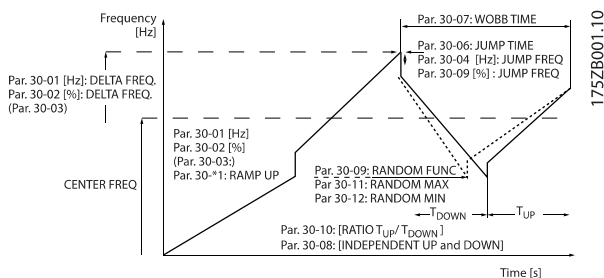 Frequency
[Hz]
Par. 30-07: WOBB TIME
Par. 30-06: JUMP TIME
Par. 30-04 [Hz]: JUMP FREQ
Par. 30-09 [%] : JUMP FREQ
175ZB001.10
Par. 30-01 [Hz]: DELTA FREQ.
Par. 30-02 [%]: DELTA FREQ.
(Par. 30-03)
Par. 30-01 [Hz]
Par. 30-02 [%]
(Par. 30-03:)
Par. 30-*1: RAMP UP
CENTER FREQ
Par. 30-09: RANDOM FUNC
Par 30-11: RANDOM MAX
Par 30-12: RANDOM MIN
TDOWN
TUP
Par. 30-10: [RATIO TUP/ TDOWN ]
Par. 30-08: [INDEPENDENT UP and DOWN]
Time [s]